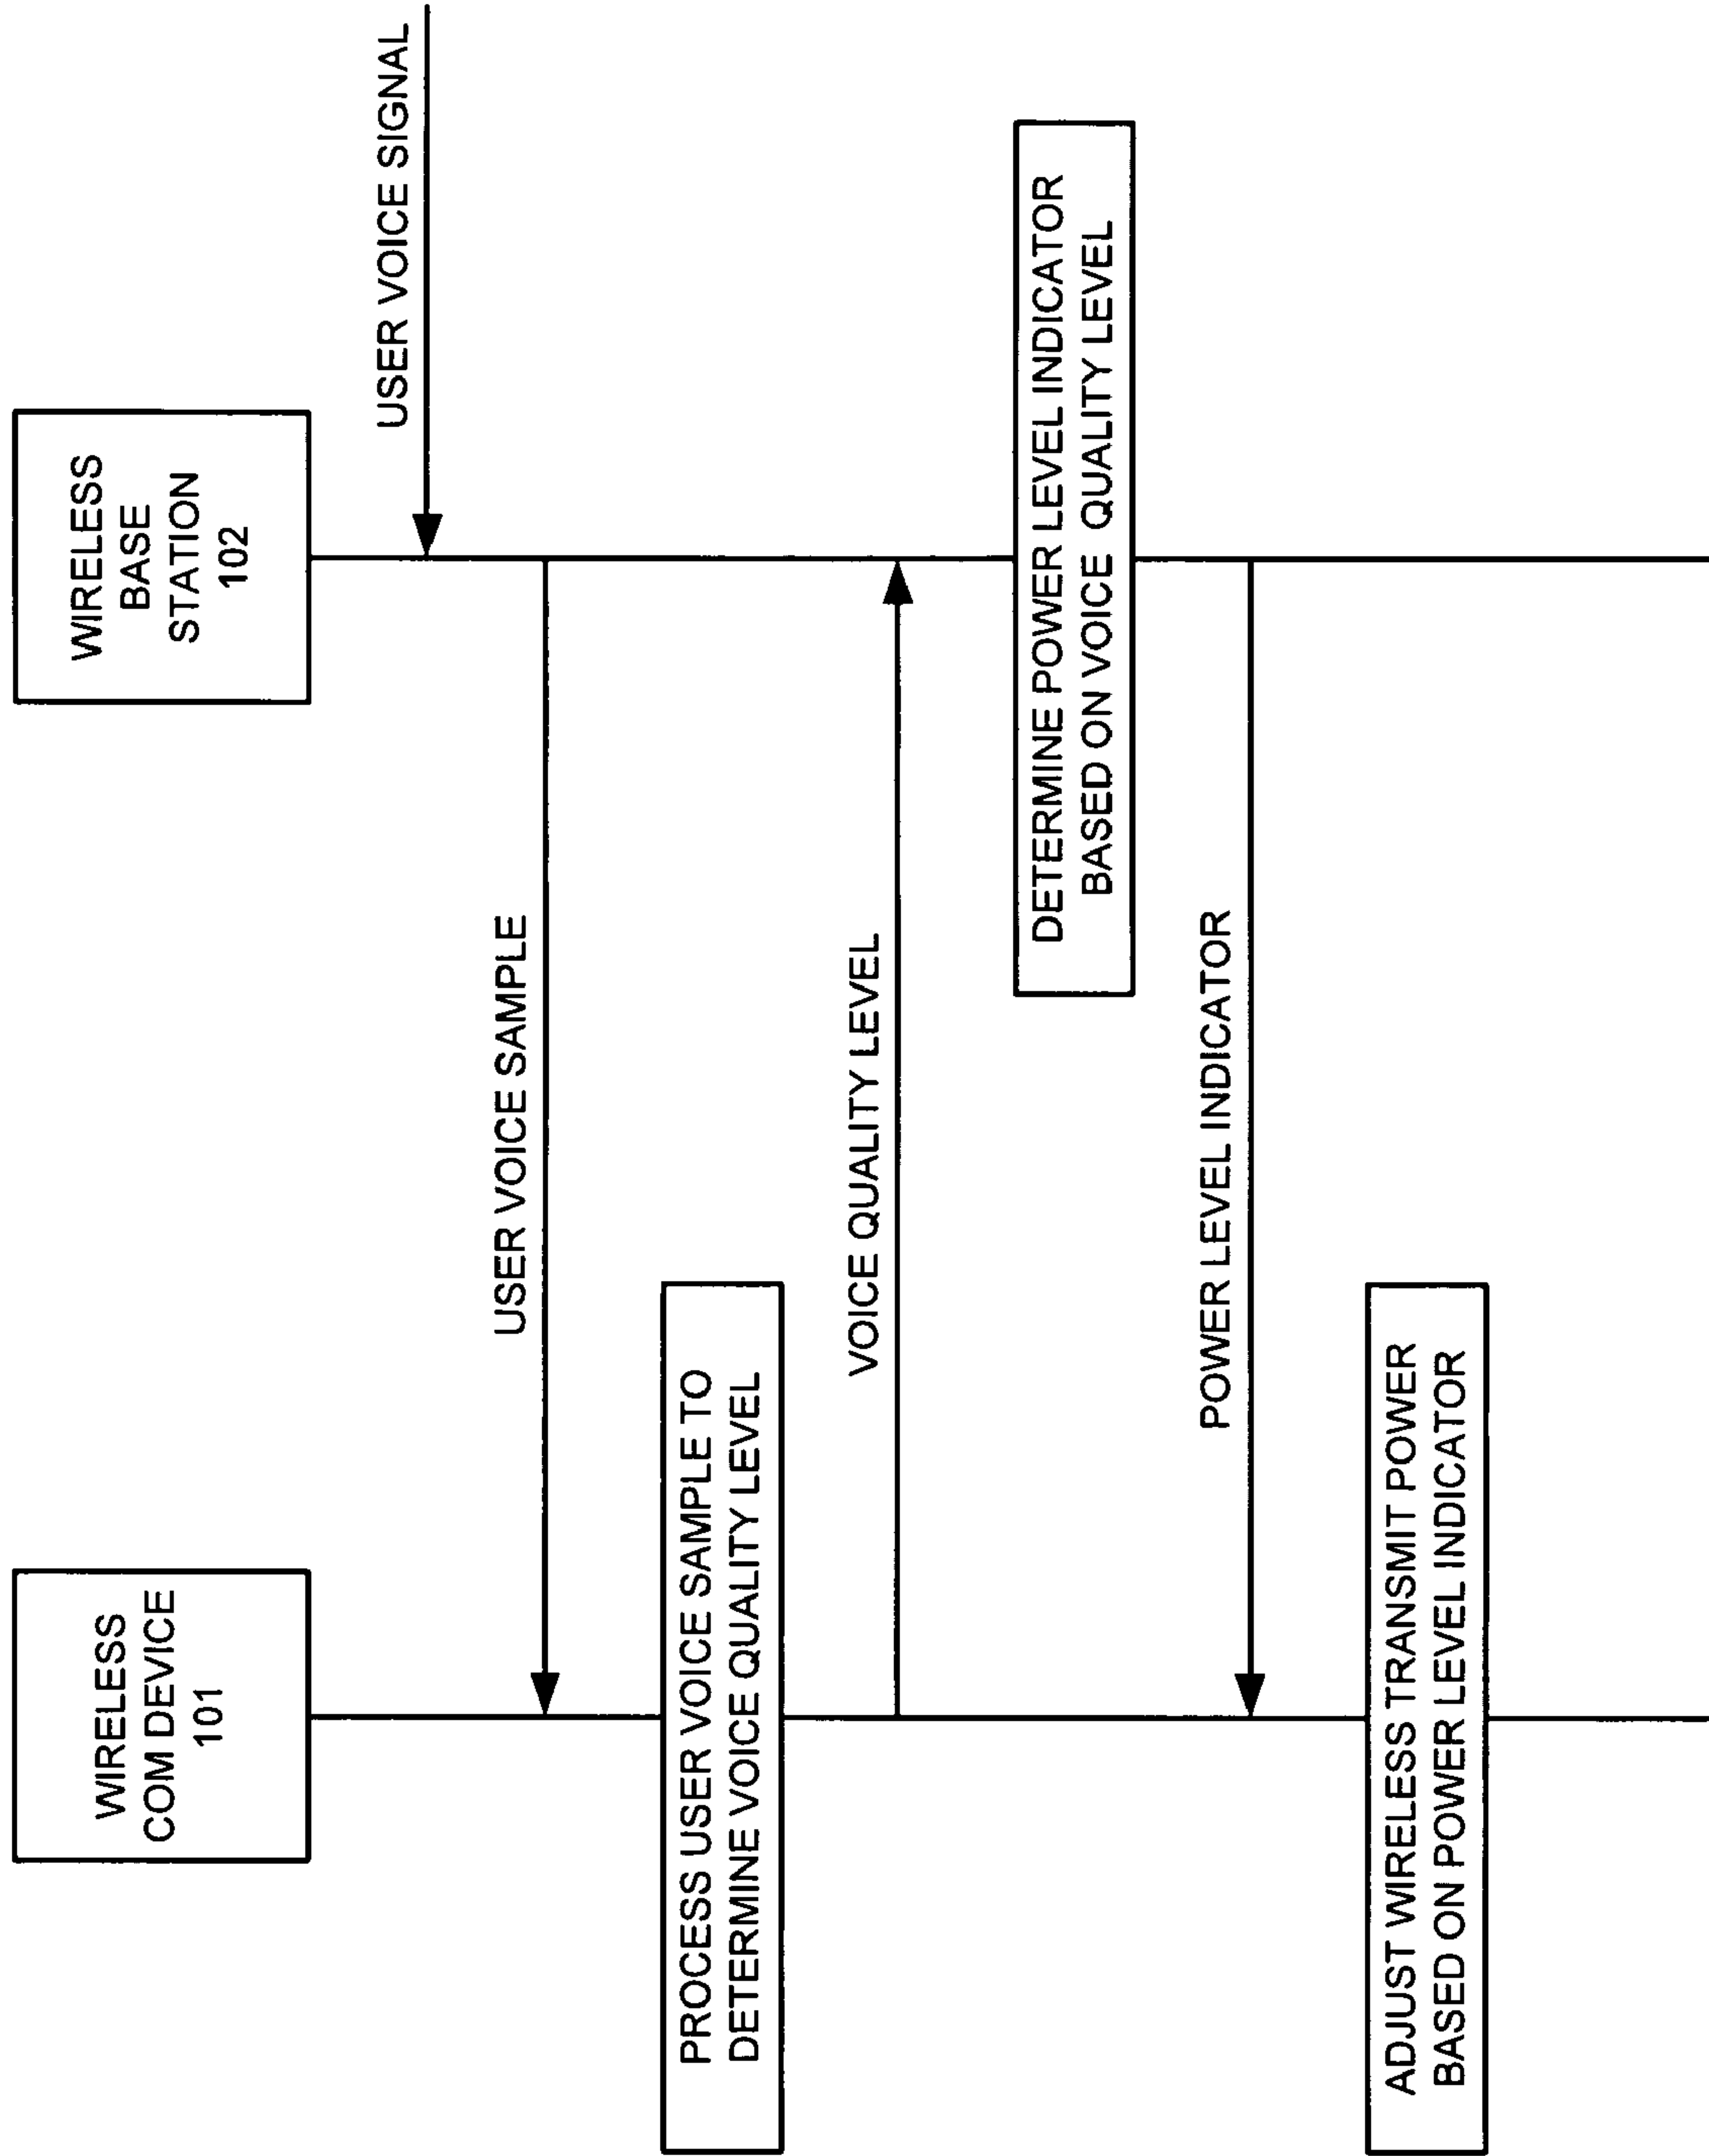 WIRELESS
COM DEVICE
101
WIRELESS
BASE
STATION
102
USER VOICE SIGNAL
USER VOICE SAMPLE
PROCESS USER VOICE SAMPLE TO
DETERMINE VOICE QUALITY LEVEL
VOICE QUALITY LEVEL
DETERMINE POWER LEVEL INDICATOR
BASED ON VOICE QUALITY LEVEL
POWER LEVEL INDICATOR
ADJUST WIRELESS TRANSMIT POWER
BASED ON POWER LEVEL INDICATOR